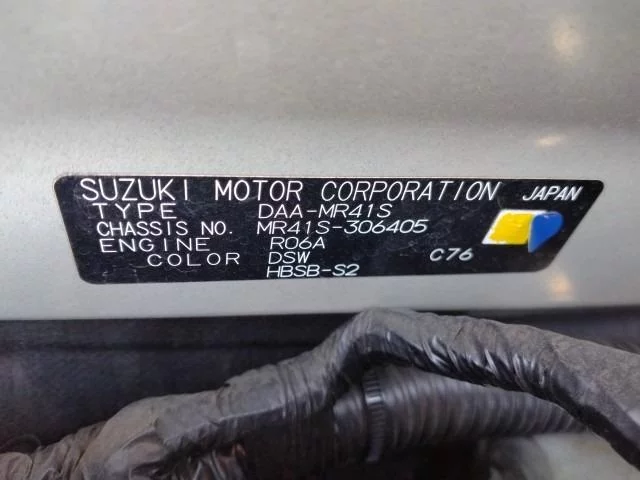 SUZUKI MOTOR CORPORATION JAPAN
TYPE DAA-MR41S
CHASSIS NO. MR41S-306405
ENGINE R06A
COLOR DSW C76
HBSB-S2